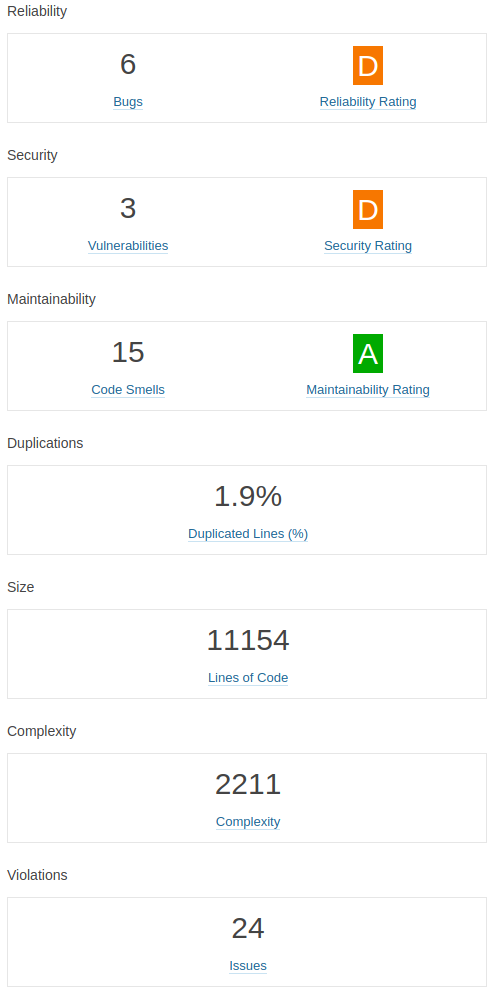 Reliability
6 D
Bugs Reliability Rating
Security
3 D
Vulnerabilities Security Rating
Maintainability
15 A
Code Smells Maintainability Rating
Duplications
1.9%
Duplicated Lines (%)
Size
11154
Lines of Code
Complexity
2211
Complexity
Violations
24
Issues